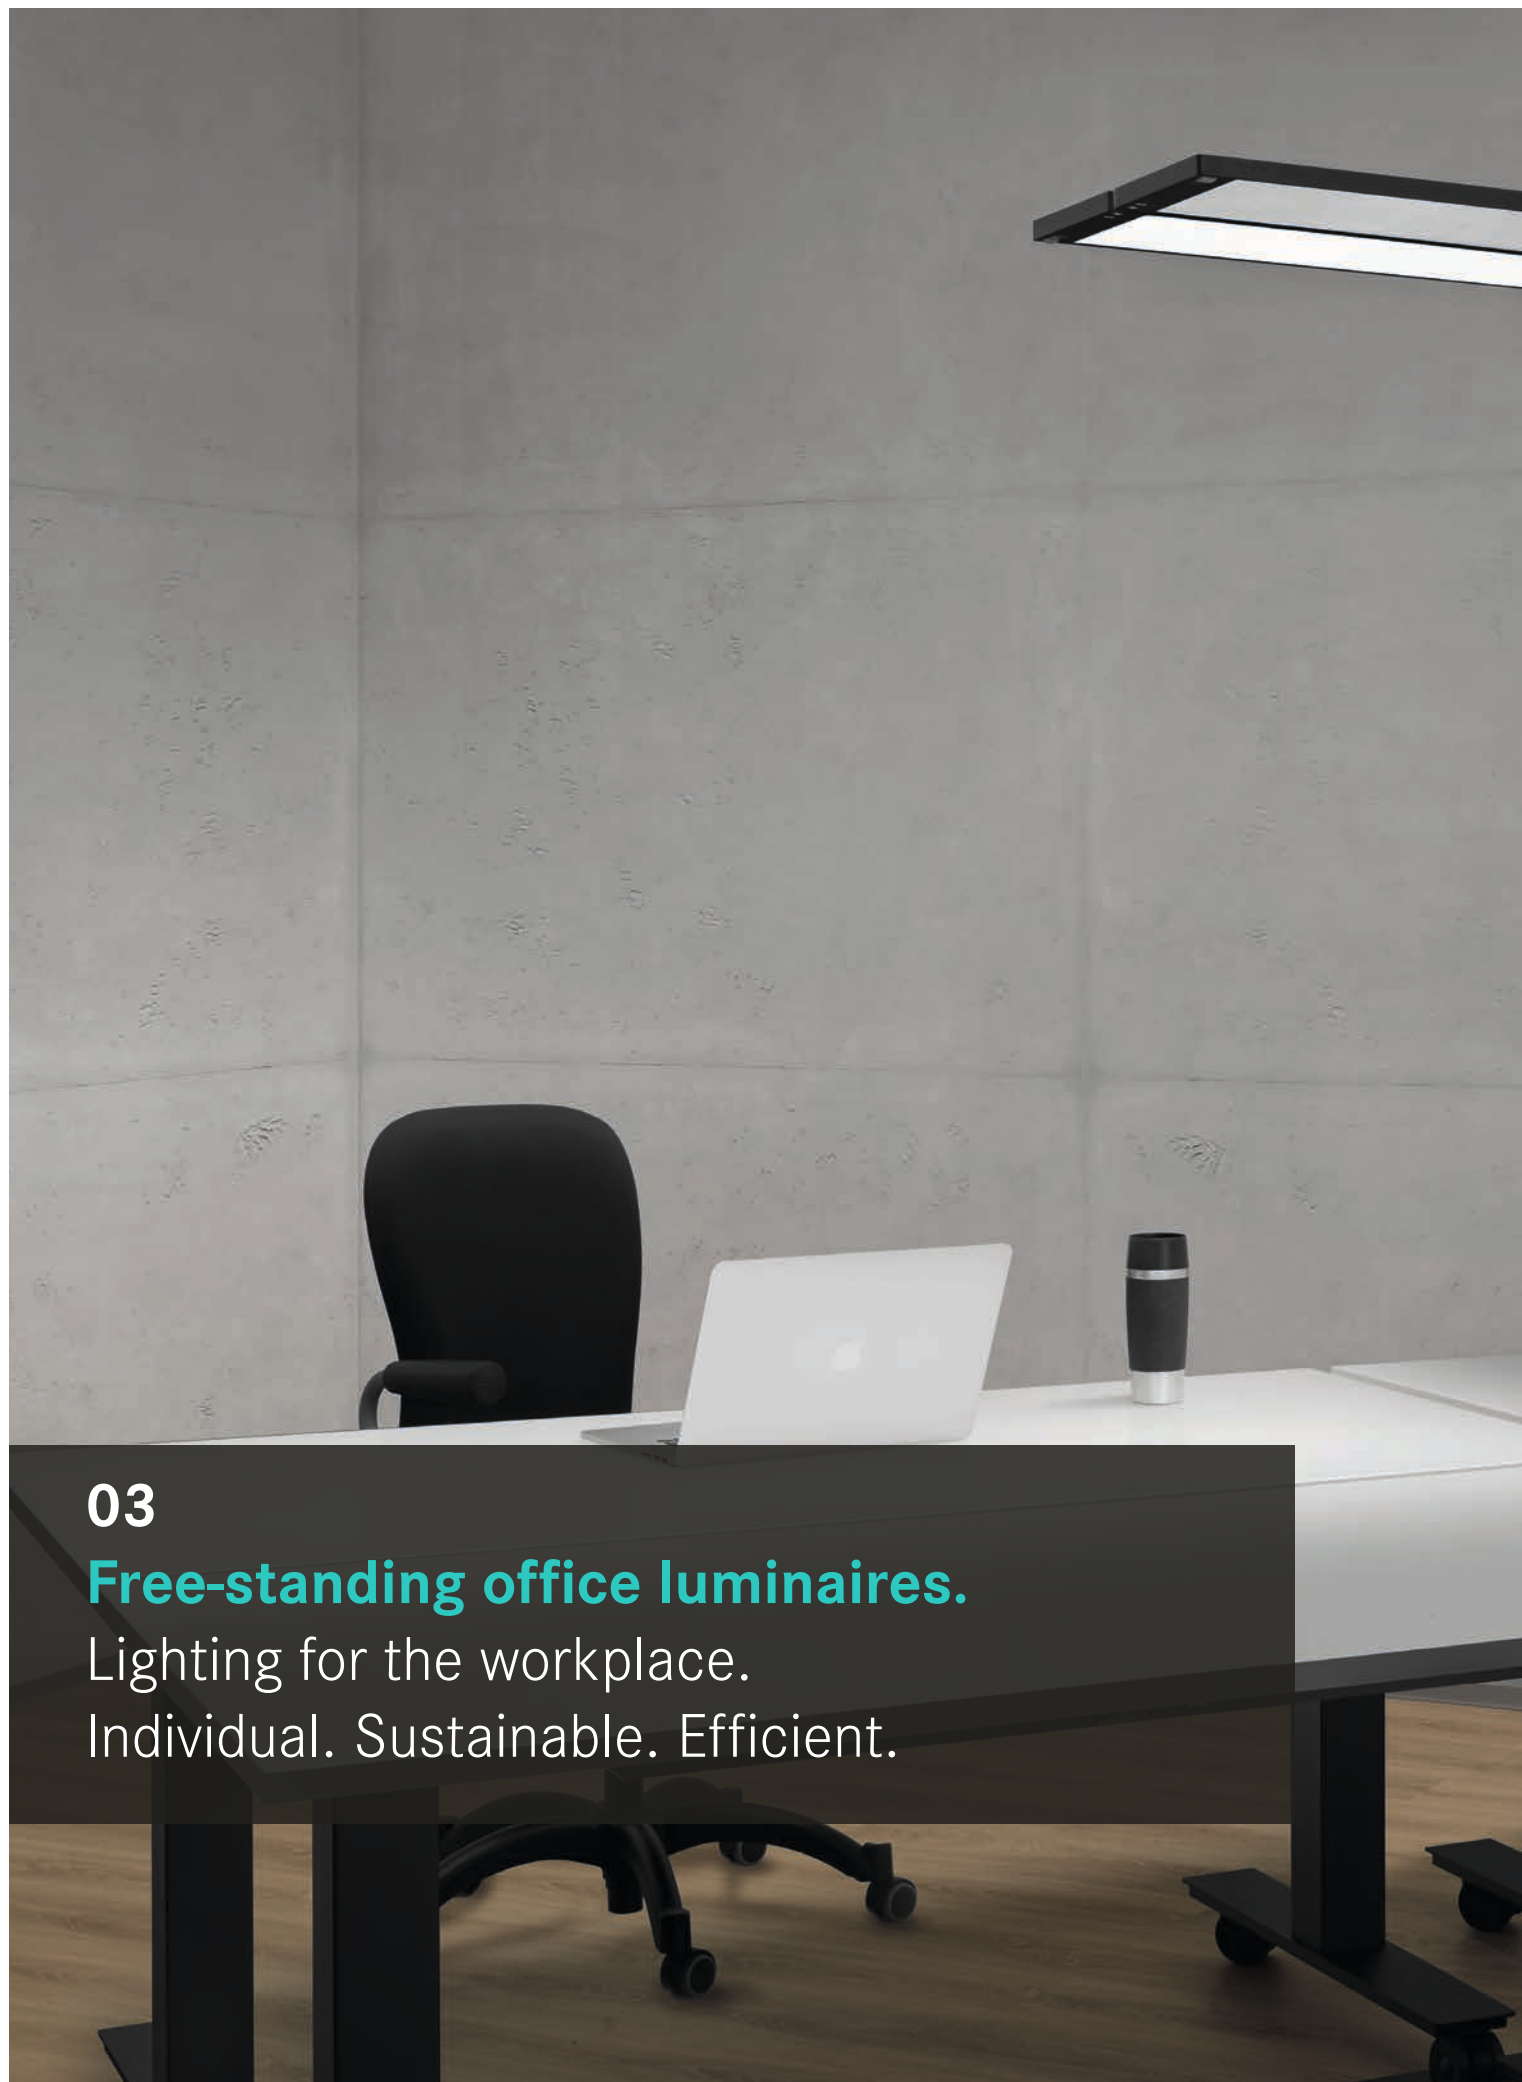 03
Free-standing office luminaires.
Lighting for the workplace.
Individual. Sustainable. Efficient.